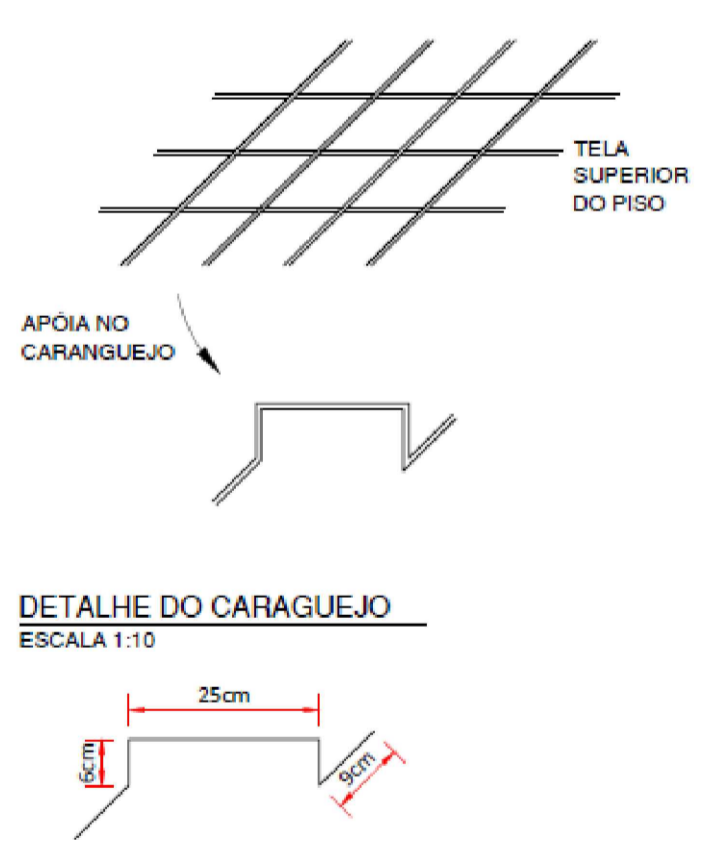 TELA
SUPERIOR
DO PISO
APÓIA NO
CARANGUEJO
DETALHE DO CARAGUEJO
ESCALA 1:10
25cm
6cm
9cm